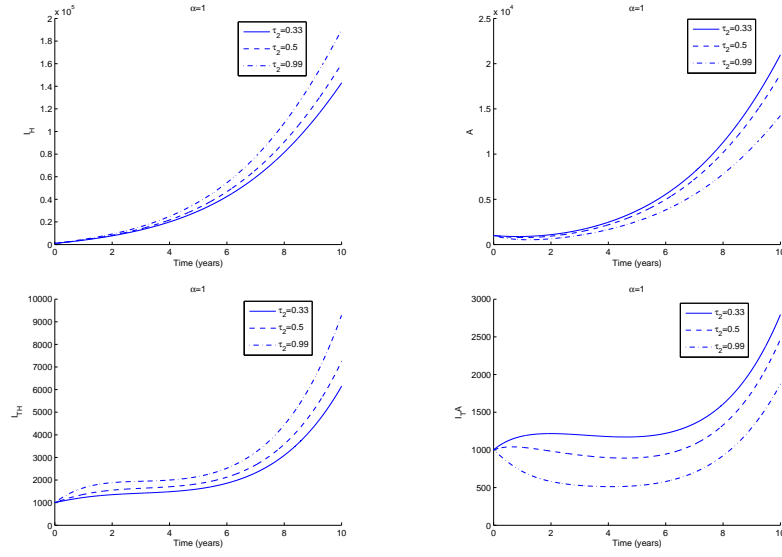 α=1
x 10^5
2
1.8
1.6
1.4
1.2
1
0.8
0.6
0.4
0.2
0
I_H
0 2 4 6 8 10
Time (years)
τ_2=0.33
τ_2=0.5
τ_2=0.99
α=1
x 10^4
2.5
2
1.5
1
0.5
0
A
0 2 4 6 8 10
Time (years)
τ_2=0.33
τ_2=0.5
τ_2=0.99
α=1
10000
9000
8000
7000
6000
5000
4000
3000
2000
1000
0
I_TH
0 2 4 6 8 10
Time (years)
τ_2=0.33
τ_2=0.5
τ_2=0.99
α=1
3000
2500
2000
1500
1000
500
0
I_TA
0 2 4 6 8 10
Time (years)
τ_2=0.33
τ_2=0.5
τ_2=0.99